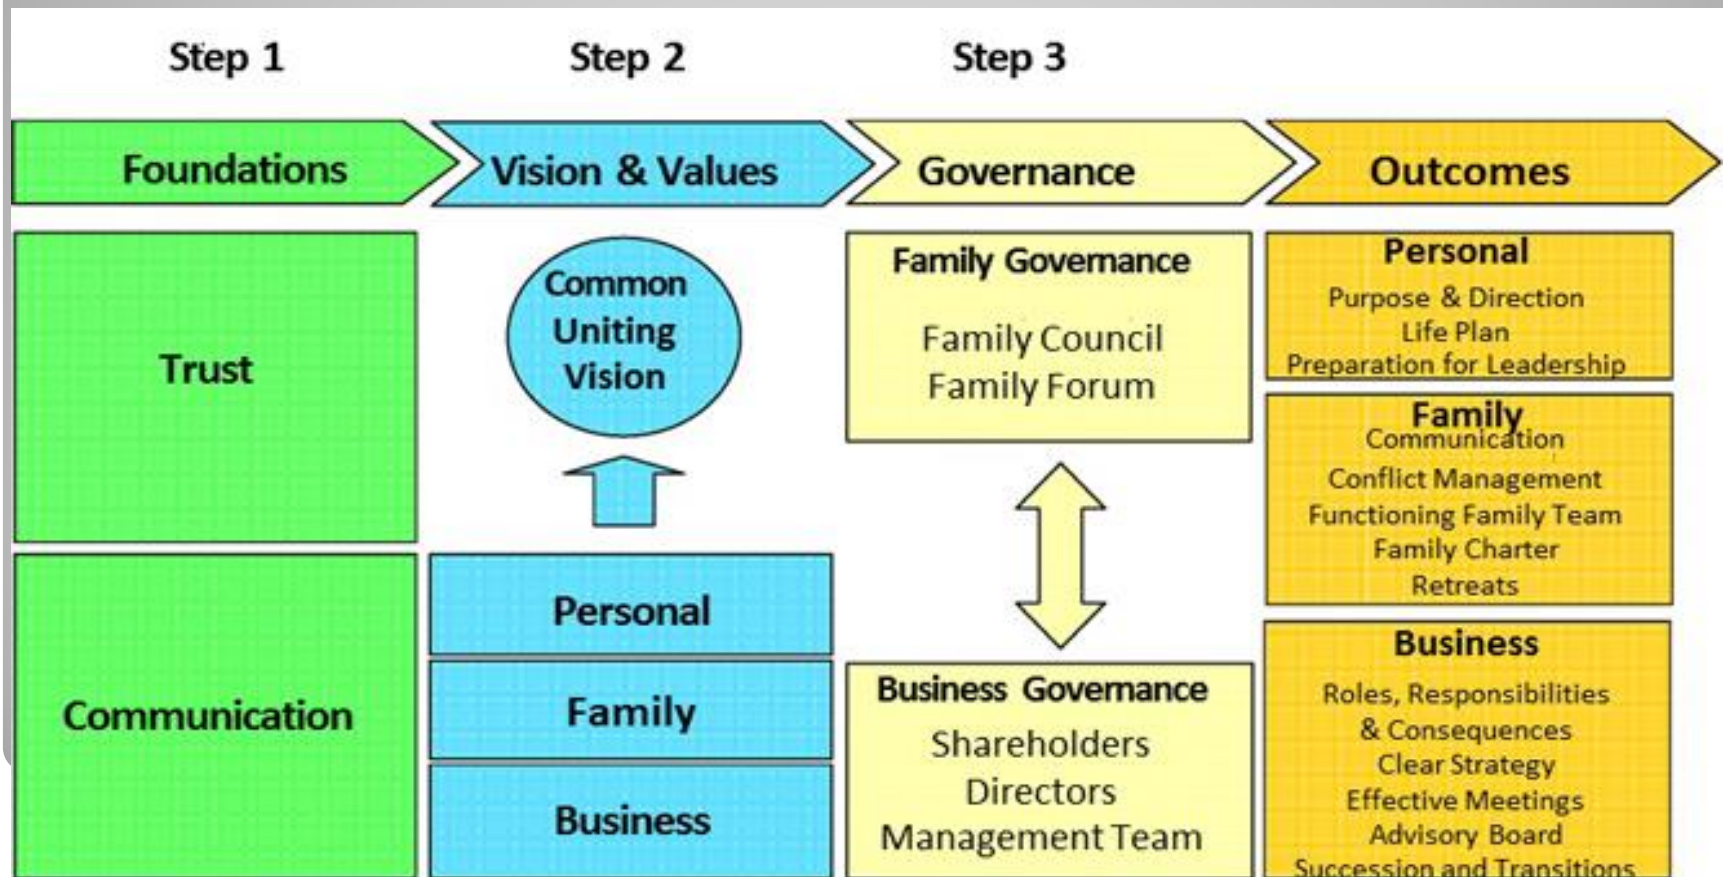 Step 1
Step 2
Step 3
Foundations
Vision & Values
Governance
Outcomes
Trust
Communication
Common
Uniting
Vision
Personal
Family
Business
Family Governance
Family Council
Family Forum
Business Governance
Shareholders
Directors
Management Team
Personal
Purpose & Direction
Life Plan
Preparation for Leadership
Family
Communication
Conflict Management
Functioning Family Team
Family Charter
Retreats
Business
Roles, Responsibilities
& Consequences
Clear Strategy
Effective Meetings
Advisory Board
Succession and Transitions